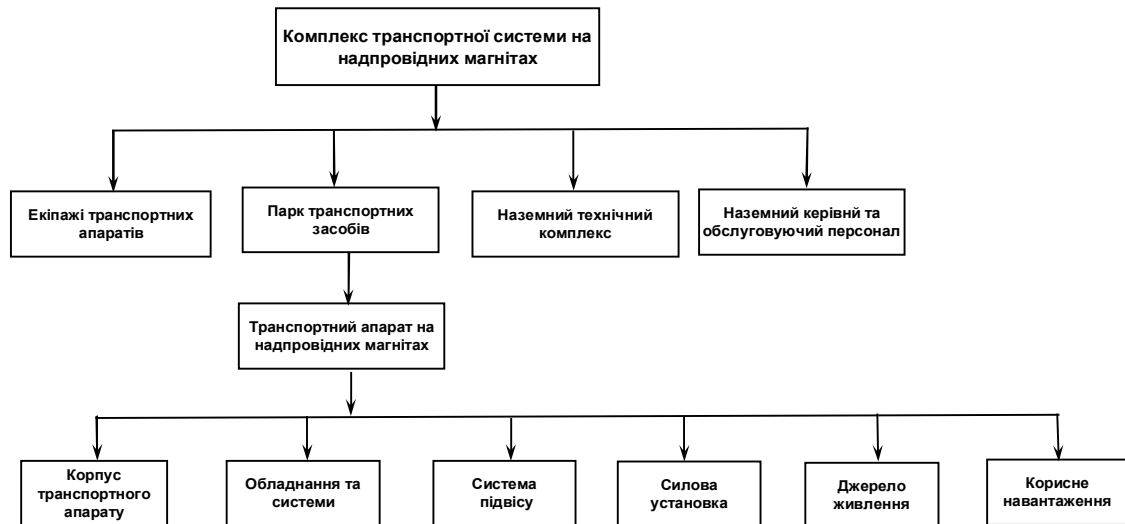 Комплекс транспортної системи на
надпровідних магнітах
Екіпажі транспортних
апаратів
Парк транспортних
засобів
Наземний технічний
комплекс
Наземний керівнй та
обслуговуючий персонал
Транспортний апарат на
надпровідних магнітах
Корпус
транспортного
апарату
Обладнання та
системи
Система
підвісу
Силова
установка
Джерело
живлення
Корисне
навантаження